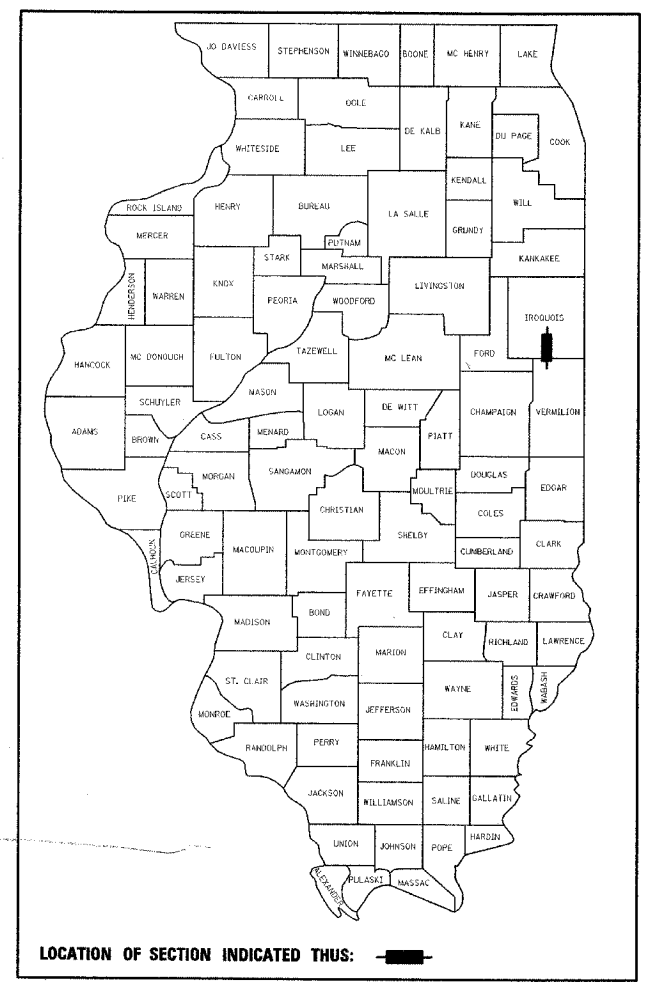 JO DAVIESS STEPHENSON WINNEBAGO BOONE MC HENRY LAKE
CARROLL OGLE DE KALB KANE DU PAGE COOK
WHITESIDE LEE
KENDALL WILL
ROCK ISLAND HENRY BUREAU LA SALLE GRUNDY
MERCER PUTNAM
STARK MARSHALL KANKAKEE
HENDERSON WARREN KNOX PEORIA WOODFORD LIVINGSTON IROQUOIS
HANCOCK MC DONOUGH FULTON TAZEWELL MC LEAN FORD
SCHUYLER MASON LOGAN DE WITT CHAMPAIGN VERMILION
ADAMS BROWN CASS MENARD MACON PIATT
PIKE SCOTT MORGAN SANGAMON MOULTRIE DOUGLAS EDGAR
CHRISTIAN COLES
CALHOUN GREENE MACOUPIN MONTGOMERY SHELBY CUMBERLAND CLARK
JERSEY FAYETTE EFFINGHAM JASPER CRAWFORD
MADISON BOND CLAY RICHLAND LAWRENCE
CLINTON MARION
ST. CLAIR WAYNE EDWARDS WABASH
MONROE WASHINGTON JEFFERSON
RANDOLPH PERRY HAMILTON WHITE
FRANKLIN
JACKSON WILLIAMSON SALINE GALLATIN
UNION JOHNSON POPE HARDIN
ALEXANDER PULASKI MASSAC
LOCATION OF SECTION INDICATED THUS: